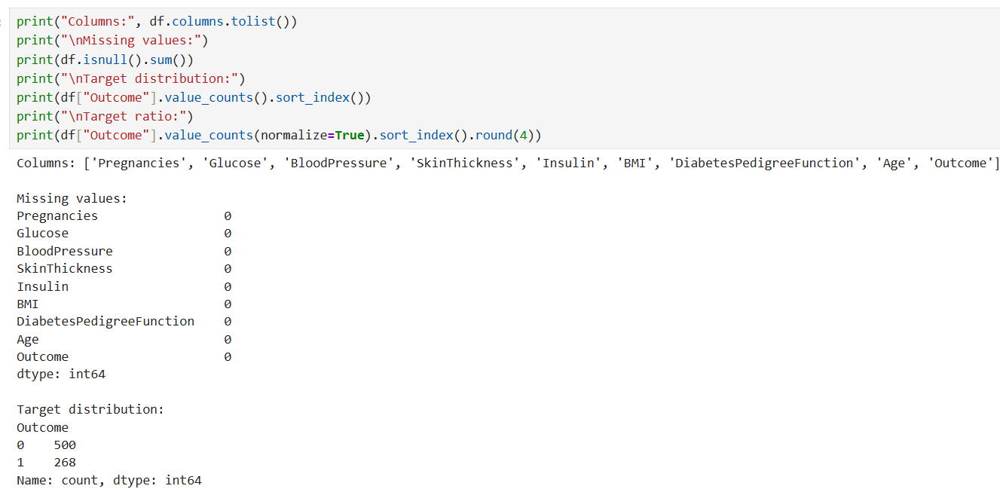 print("Columns:", df.columns.tolist())
print("\nMissing values:")
print(df.isnull().sum())
print("\nTarget distribution:")
print(df["Outcome"].value_counts().sort_index())
print("\nTarget ratio:")
print(df["Outcome"].value_counts(normalize=True).sort_index().round(4))
Columns: ['Pregnancies', 'Glucose', 'BloodPressure', 'SkinThickness', 'Insulin', 'BMI', 'DiabetesPedigreeFunction', 'Age', 'Outcome']
Missing values:
Pregnancies 0
Glucose 0
BloodPressure 0
SkinThickness 0
Insulin 0
BMI 0
DiabetesPedigreeFunction 0
Age 0
Outcome 0
dtype: int64
Target distribution:
Outcome
0 500
1 268
Name: count, dtype: int64